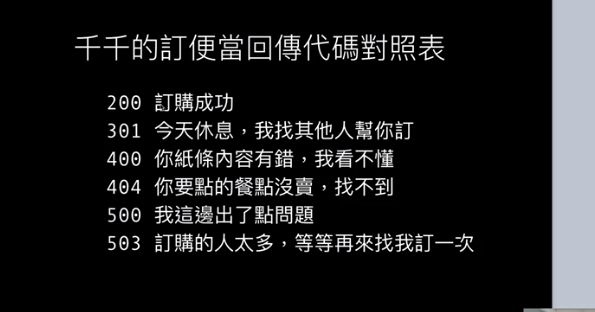 千千的訂便當回傳代碼對照表
200 訂購成功
301 今天休息，我找其他人幫你訂
400 你紙條內容有錯，我看不懂
404 你要點的餐點沒賣，找不到
500 我這邊出了點問題
503 訂購的人太多，等等再來找我訂一次